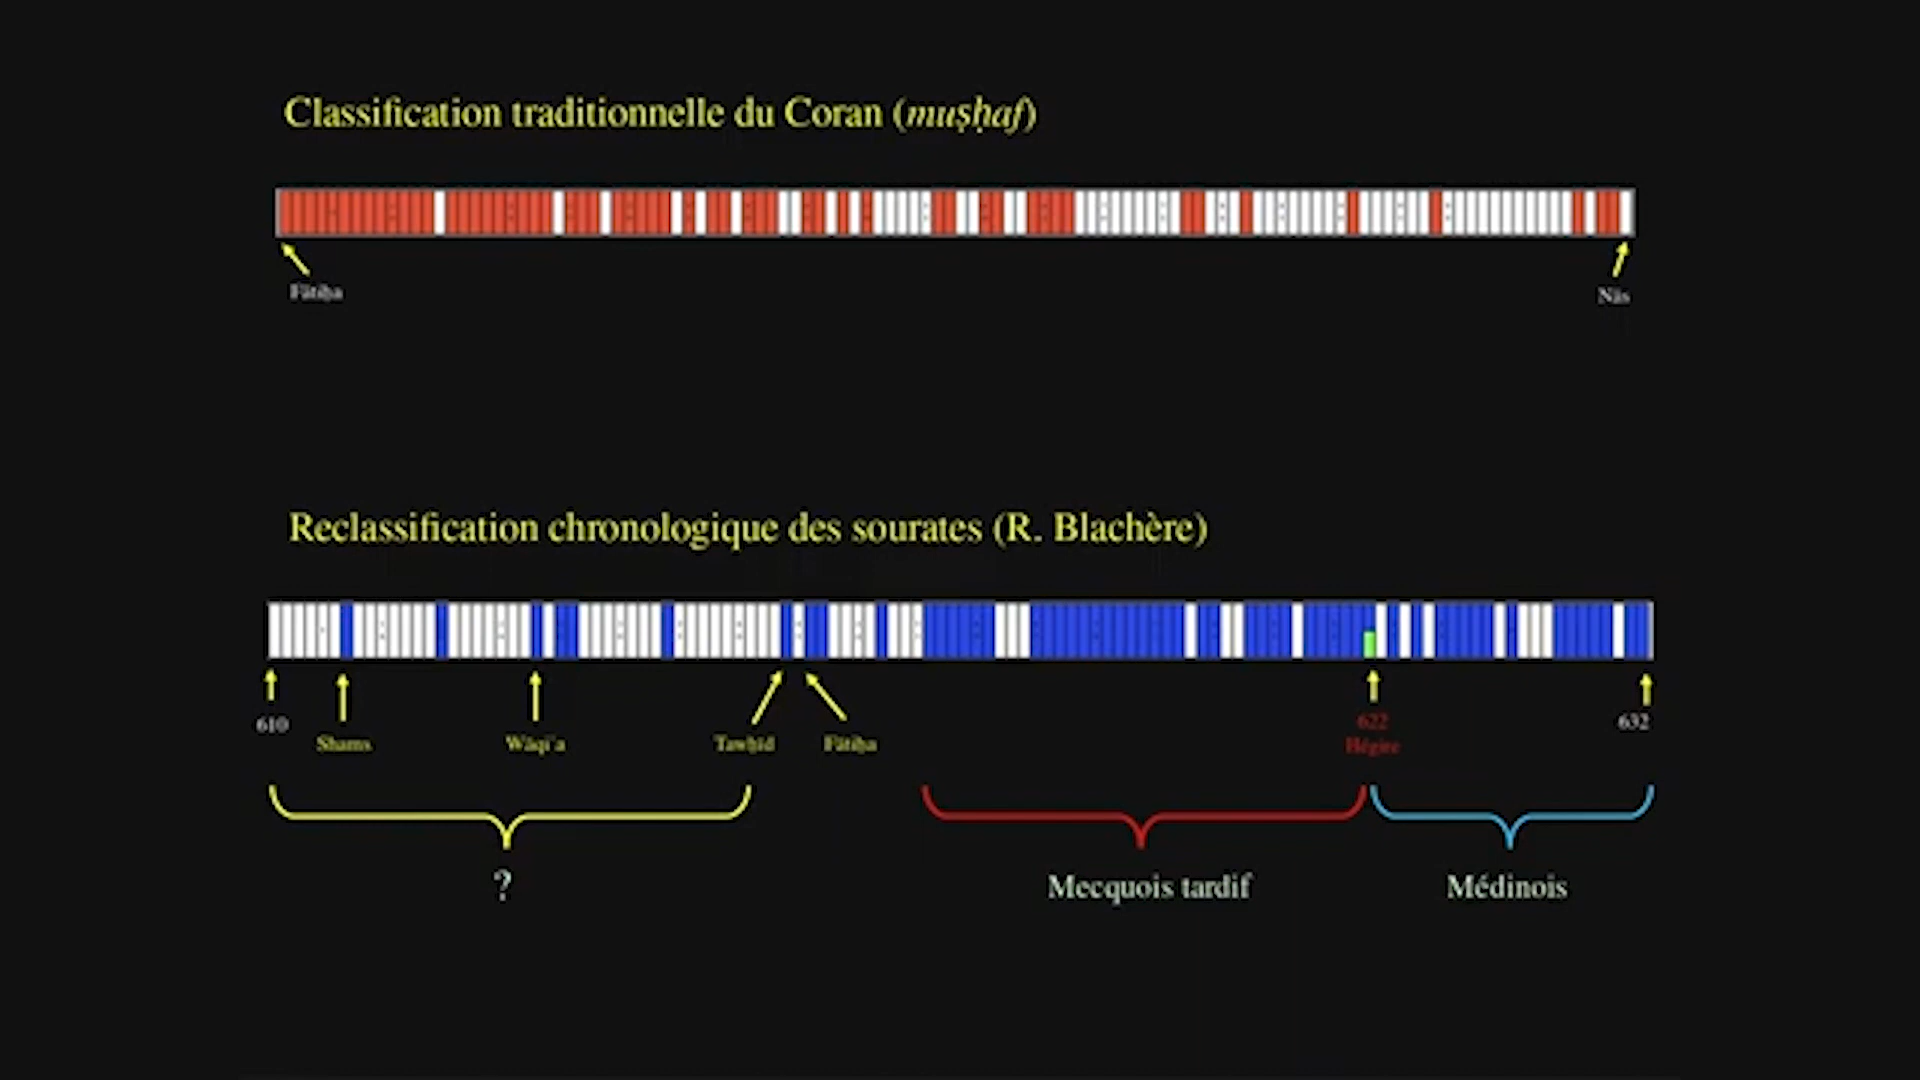 Classification traditionnelle du Coran (muṣḥaf)
Fātiḥa
Nās
Reclassification chronologique des sourates (R. Blachère)
610
Shams
Wāqi'a
Tawḥīd
Fātiḥa
622
Hégire
632
?
Mecquois tardif
Médinois